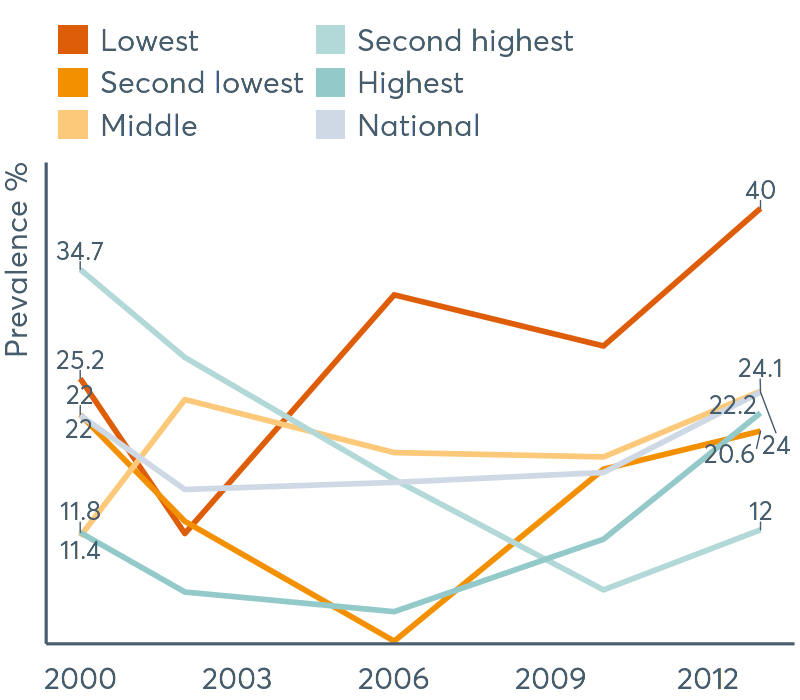 Lowest
Second lowest
Middle
Second highest
Highest
National
Prevalence %
34.7
25.2
22
22
11.8
11.4
40
24.1
22.2
24
20.6
12
2000 2003 2006 2009 2012